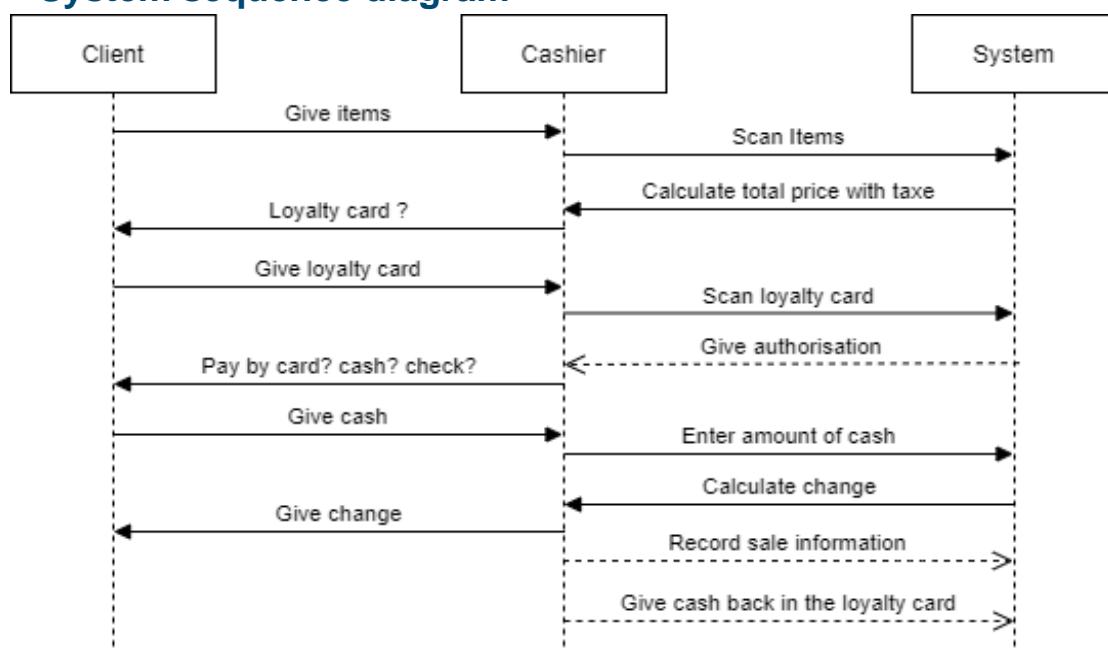 System sequence diagram
Client
Cashier
System
Give items
Scan Items
Calculate total price with taxe
Loyalty card ?
Give loyalty card
Scan loyalty card
Give authorisation
Pay by card? cash? check?
Give cash
Enter amount of cash
Calculate change
Give change
Record sale information
Give cash back in the loyalty card